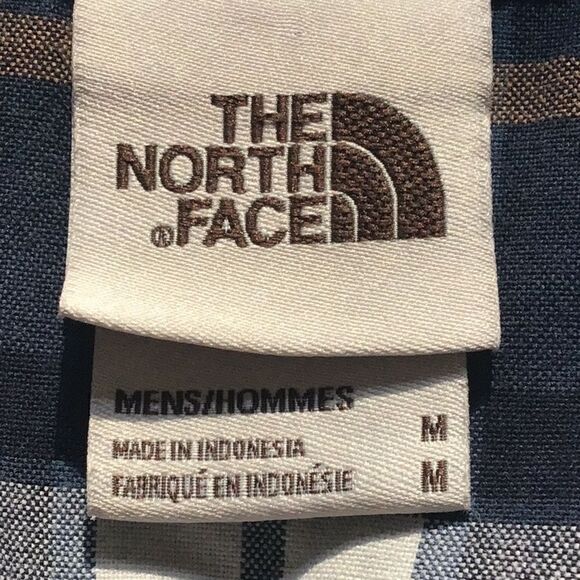 THE
NORTH
®FACE
MENS/HOMMES
MADE IN INDONESIA M
FABRIQUÉ EN INDONÉSIE M